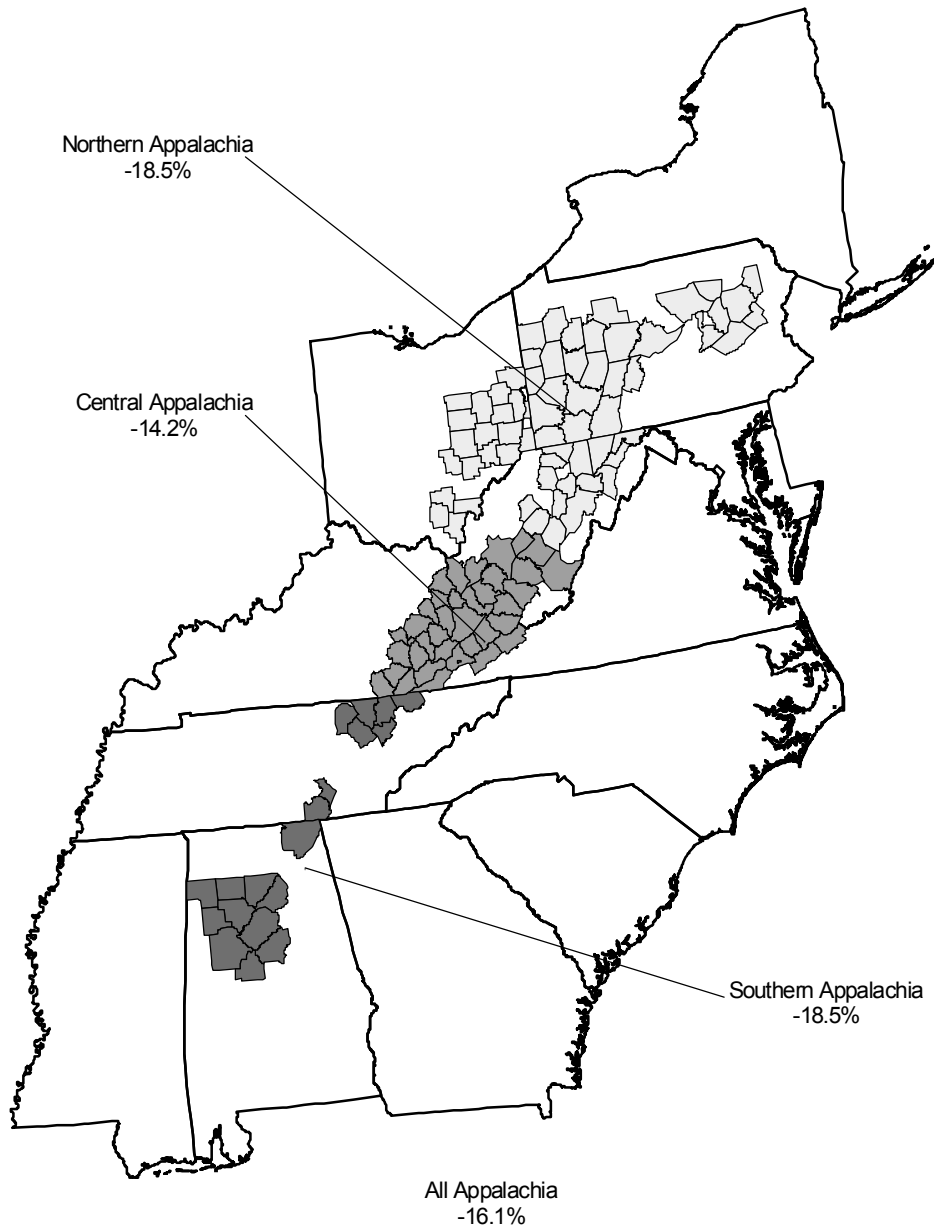 Northern Appalachia
-18.5%
Central Appalachia
-14.2%
Southern Appalachia
-18.5%
All Appalachia
-16.1%